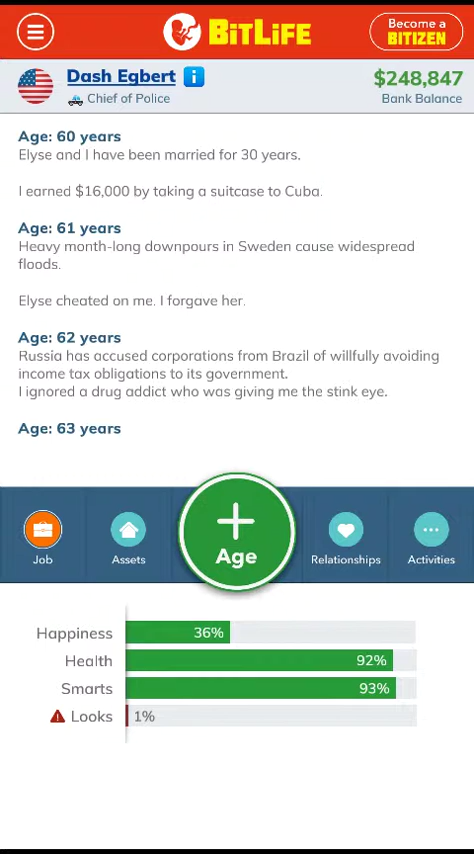 BITLIFE
Become a
BITIZEN
Dash Egbert i
$248,847
Chief of Police
Bank Balance
Age: 60 years
Elyse and I have been married for 30 years.
I earned $16,000 by taking a suitcase to Cuba.
Age: 61 years
Heavy month-long downpours in Sweden cause widespread
floods.
Elyse cheated on me. I forgave her.
Age: 62 years
Russia has accused corporations from Brazil of willfully avoiding
income tax obligations to its government.
I ignored a drug addict who was giving me the stink eye.
Age: 63 years
Job
Assets
+
Age
Relationships
Activities
Happiness 36%
Health 92%
Smarts 93%
Looks 1%